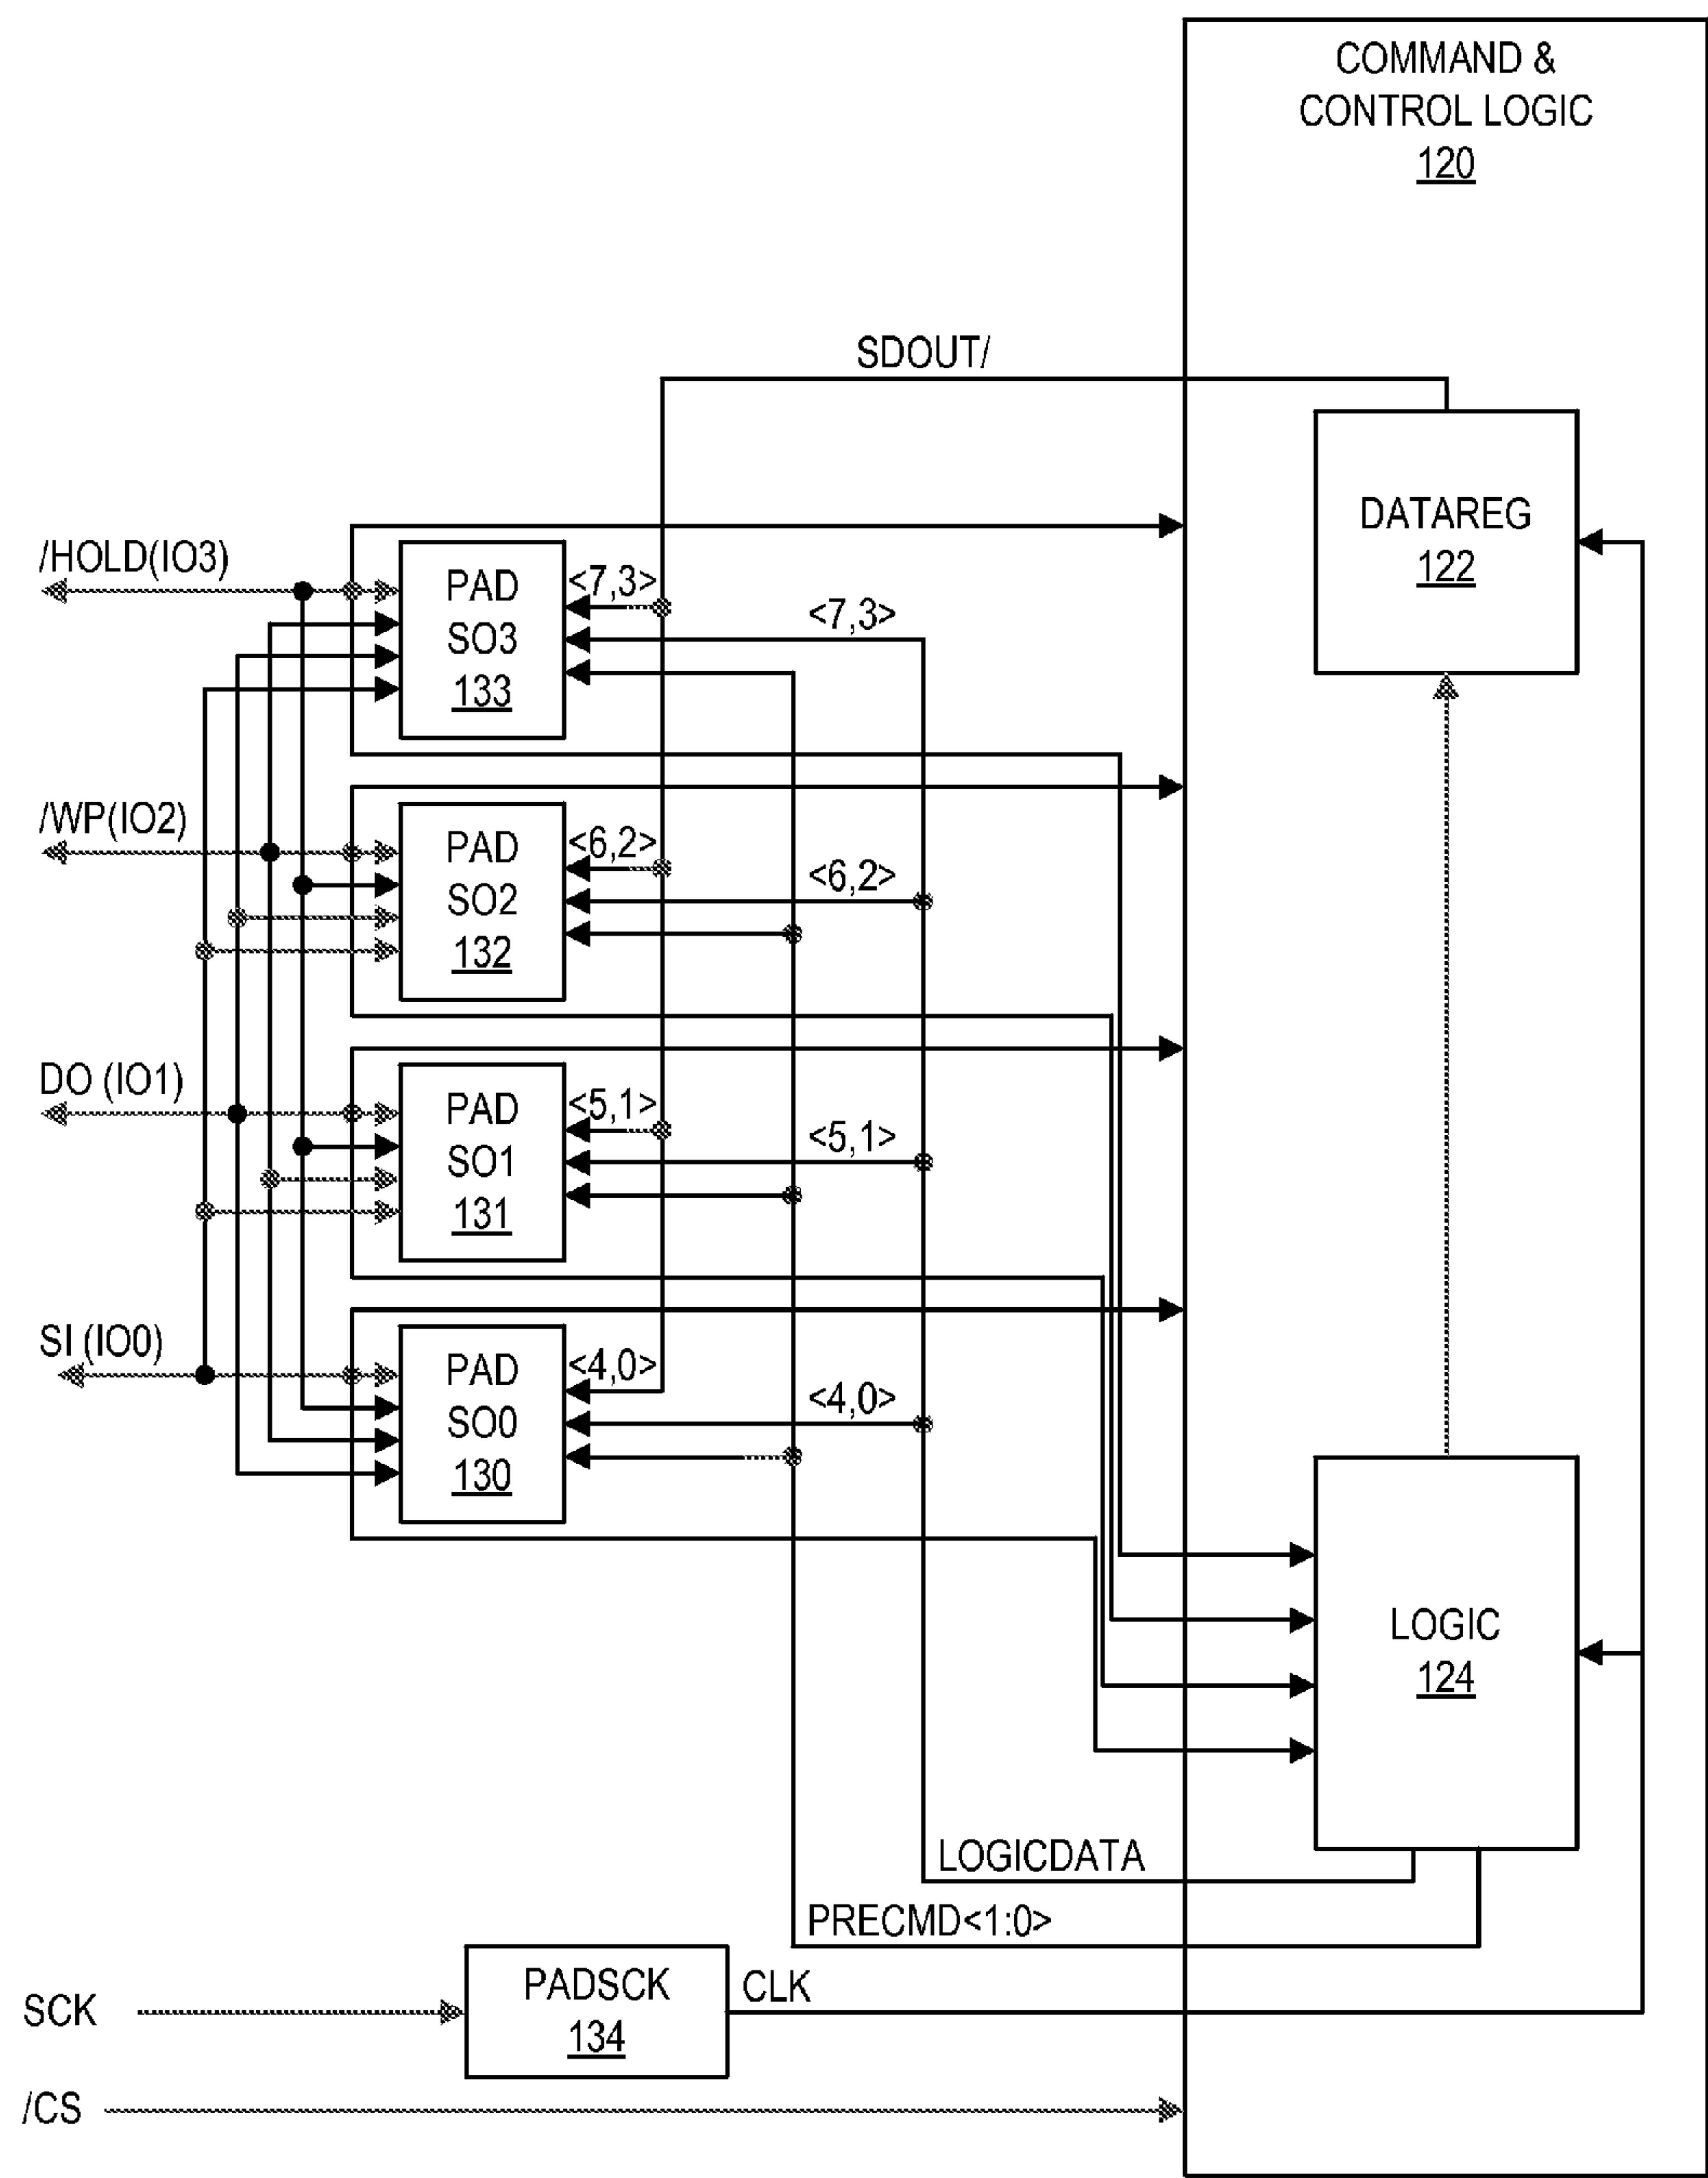 COMMAND &
CONTROL LOGIC
120
SDOUT/
DATAREG
122
/HOLD(IO3)
PAD
SO3
133
<7,3>
<7,3>
/WP(IO2)
PAD
SO2
132
<6,2>
<6,2>
DO (IO1)
PAD
SO1
131
<5,1>
<5,1>
SI (IO0)
PAD
SO0
130
<4,0>
<4,0>
LOGIC
124
LOGICDATA
PRECMD<1:0>
SCK
PADSCK
134
CLK
/CS